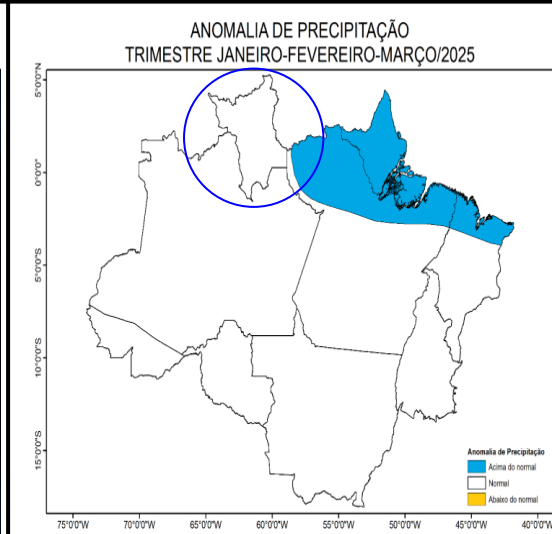 ANOMALIA DE PRECIPITAÇÃO
TRIMESTRE JANEIRO-FEVEREIRO-MARÇO/2025
5°0'0"N
0°0'0"
5°0'0"S
10°0'0"S
15°0'0"S
Anomalia de Precipitação
Acima do normal
Normal
Abaixo do normal
75°0'0"W 70°0'0"W 65°0'0"W 60°0'0"W 55°0'0"W 50°0'0"W 45°0'0"W 40°0'0"W